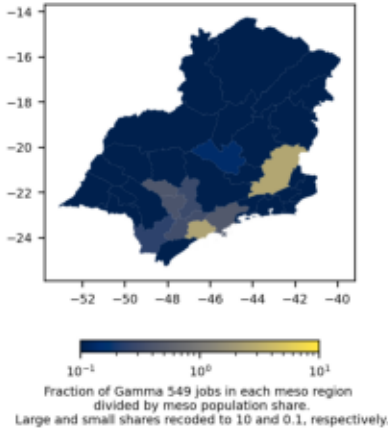 −14
−16
−18
−20
−22
−24
−52 −50 −48 −46 −44 −42 −40
10⁻¹ 10⁰ 10¹
Fraction of Gamma 549 jobs in each meso region
divided by meso population share.
Large and small shares recoded to 10 and 0.1, respectively.